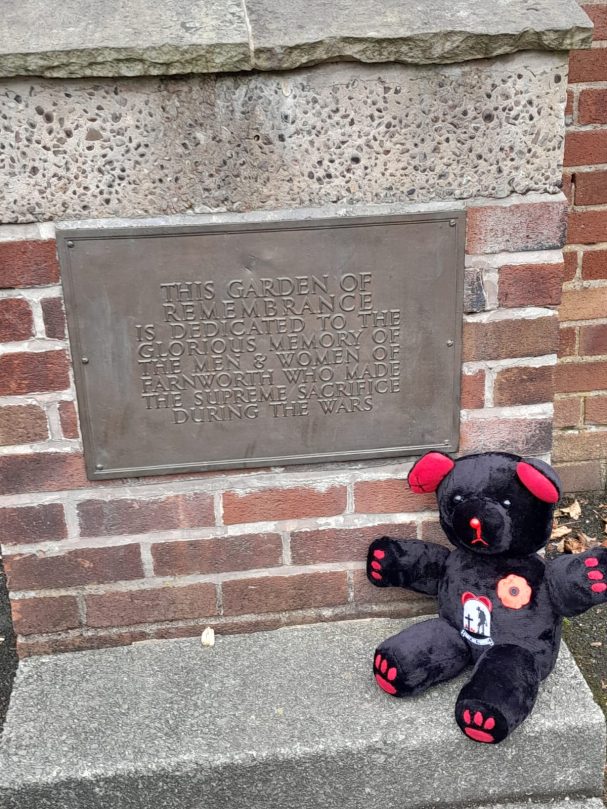 THIS GARDEN OF
REMEMBRANCE
IS DEDICATED TO THE
GLORIOUS MEMORY OF
THE MEN & WOMEN OF
FARNWORTH WHO MADE
THE SUPREME SACRIFICE
DURING THE WARS